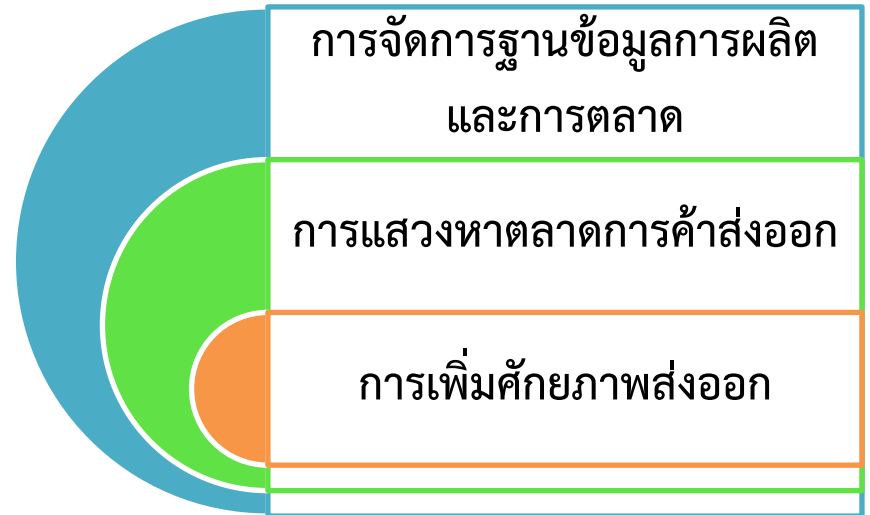 การจัดการฐานข้อมูลการผลิต
และการตลาด
การแสวงหาตลาดการค้าส่งออก
การเพิ่มศักยภาพส่งออก